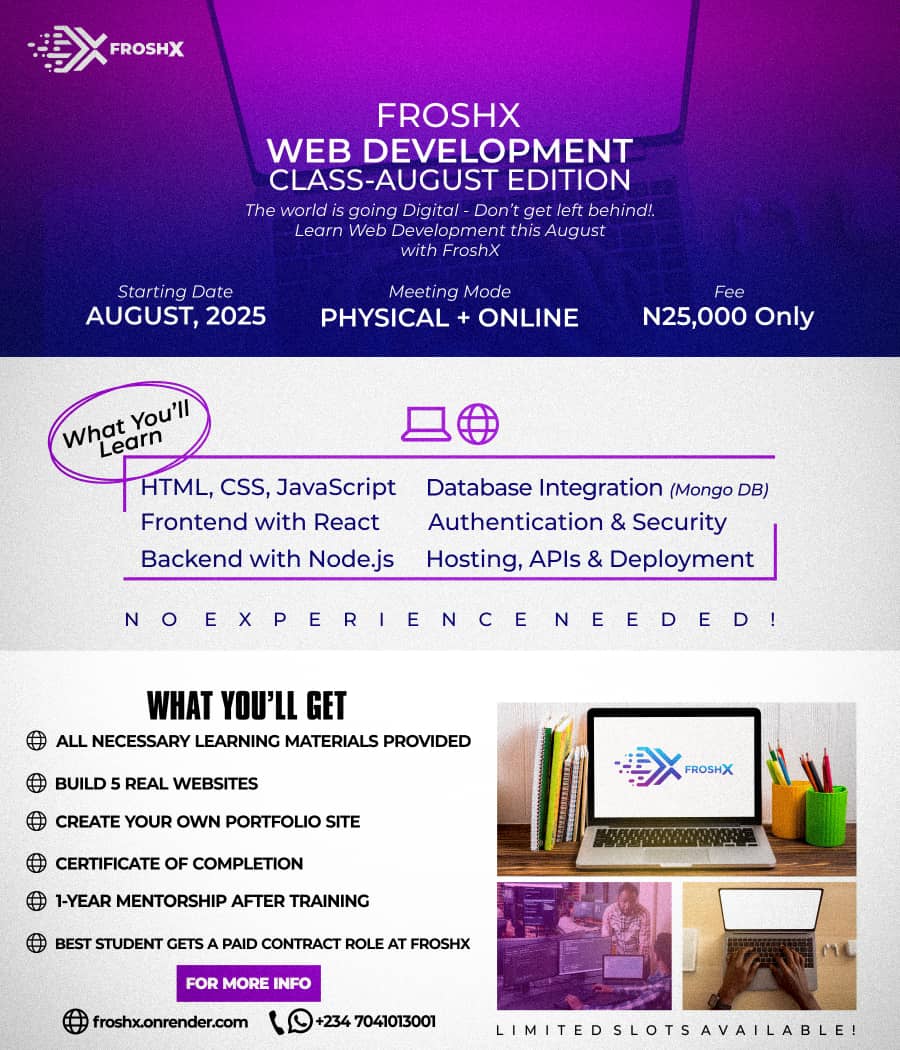 FROSHX
FROSHX
WEB DEVELOPMENT
CLASS-AUGUST EDITION
The world is going Digital - Don't get left behind!.
Learn Web Development this August
with FroshX
Starting Date
AUGUST, 2025
Meeting Mode
PHYSICAL + ONLINE
Fee
N25,000 Only
What You'll
Learn
HTML, CSS, JavaScript
Frontend with React
Backend with Node.js
Database Integration (Mongo DB)
Authentication & Security
Hosting, APIs & Deployment
NO EXPERIENCE NEEDED!
WHAT YOU'LL GET
ALL NECESSARY LEARNING MATERIALS PROVIDED
BUILD 5 REAL WEBSITES
CREATE YOUR OWN PORTFOLIO SITE
CERTIFICATE OF COMPLETION
1-YEAR MENTORSHIP AFTER TRAINING
BEST STUDENT GETS A PAID CONTRACT ROLE AT FROSHX
FOR MORE INFO
froshx.onrender.com
+234 7041013001
FROSHX
LIMITED SLOTS AVAILABLE!